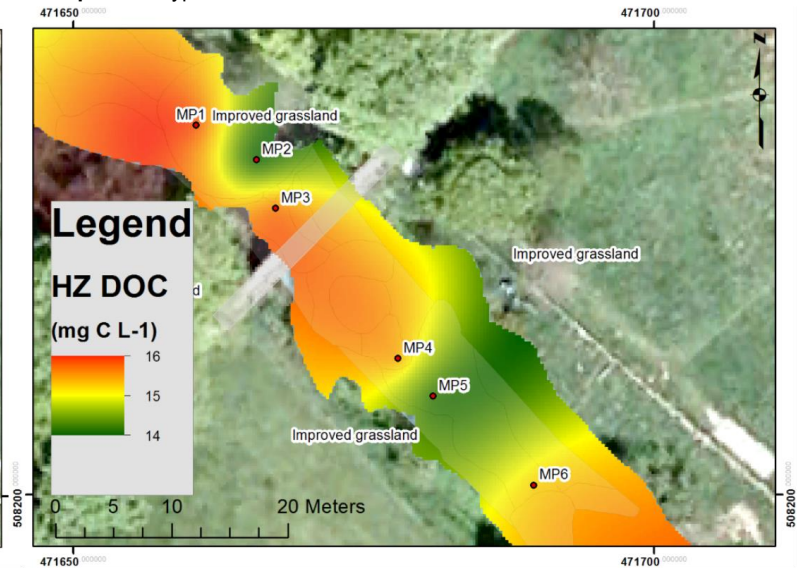 471650
471700
N
MP1 Improved grassland
MP2
MP3
Legend
Improved grassland
HZ DOC
d
(mg C L-1)
16
MP4
15
MP5
14
Improved grassland
MP6
0 5 10 20 Meters
508200
508200
471650
471700